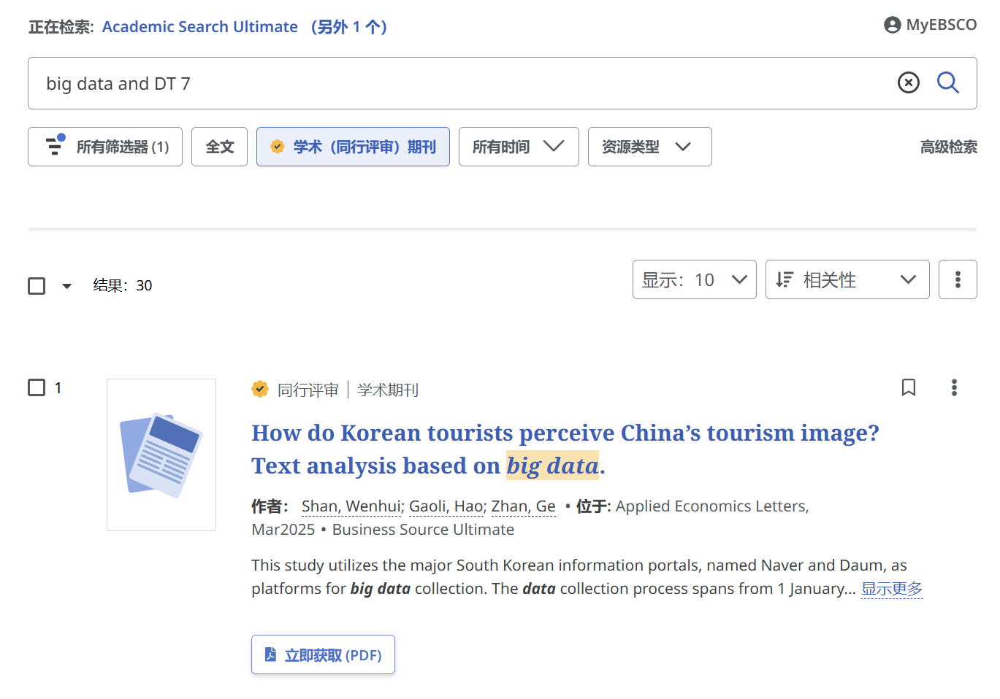 正在检索: Academic Search Ultimate （另外 1 个）
MyEBSCO
big data and DT 7
所有筛选器 (1)
全文
学术（同行评审）期刊
所有时间
资源类型
高级检索
结果：30
显示：10
相关性
1
同行评审 | 学术期刊
How do Korean tourists perceive China’s tourism image?
Text analysis based on big data.
作者： Shan, Wenhui; Gaoli, Hao; Zhan, Ge • 位于: Applied Economics Letters,
Mar2025 • Business Source Ultimate
This study utilizes the major South Korean information portals, named Naver and Daum, as
platforms for big data collection. The data collection process spans from 1 January... 显示更多
立即获取 (PDF)